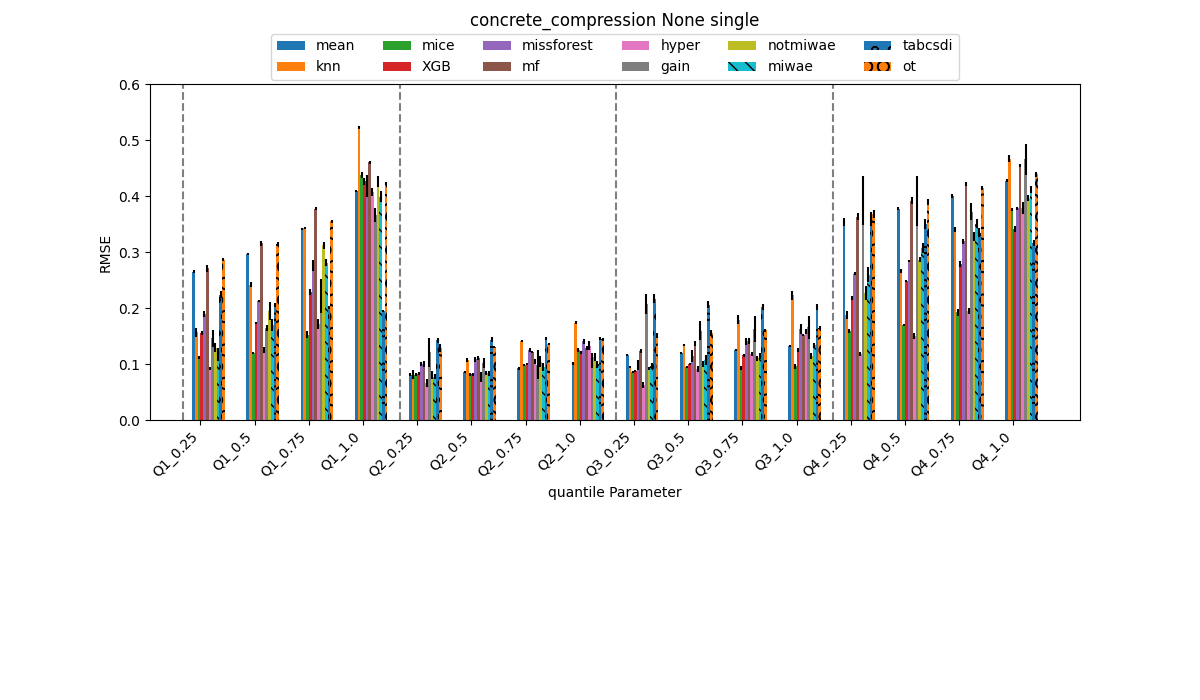 concrete_compression None single
mean mice missforest hyper notmiwae tabcsdi
knn XGB mf gain miwae ot
0.6
0.5
0.4
0.3
0.2
0.1
0.0
RMSE
Q1_0.25 Q1_0.5 Q1_0.75 Q1_1.0 Q2_0.25 Q2_0.5 Q2_0.75 Q2_1.0 Q3_0.25 Q3_0.5 Q3_0.75 Q3_1.0 Q4_0.25 Q4_0.5 Q4_0.75 Q4_1.0
quantile Parameter